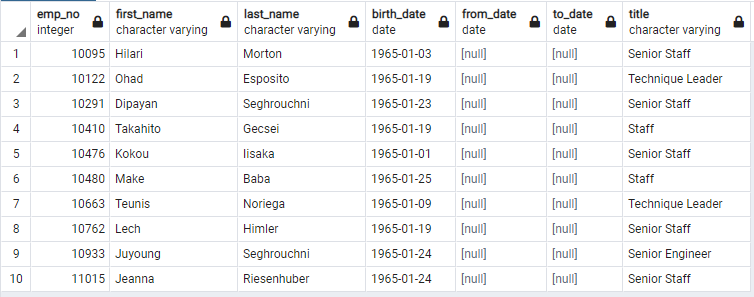 emp_no first_name last_name birth_date from_date to_date title
integer character varying character varying date date date character varying
1 10095 Hilari Morton 1965-01-03 [null] [null] Senior Staff
2 10122 Ohad Esposito 1965-01-19 [null] [null] Technique Leader
3 10291 Dipayan Seghrouchni 1965-01-23 [null] [null] Senior Staff
4 10410 Takahito Gecsei 1965-01-19 [null] [null] Staff
5 10476 Kokou Iisaka 1965-01-01 [null] [null] Senior Staff
6 10480 Make Baba 1965-01-25 [null] [null] Staff
7 10663 Teunis Noriega 1965-01-09 [null] [null] Technique Leader
8 10762 Lech Himler 1965-01-19 [null] [null] Senior Staff
9 10933 Juyoung Seghrouchni 1965-01-24 [null] [null] Senior Engineer
10 11015 Jeanna Riesenhuber 1965-01-24 [null] [null] Senior Staff